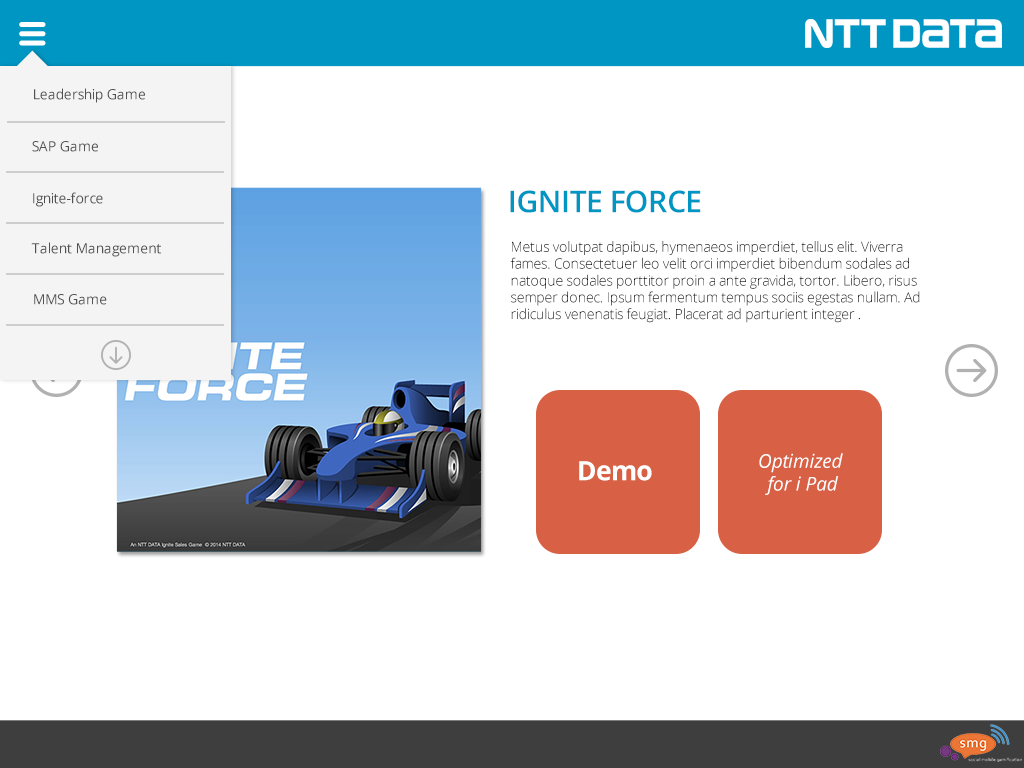 NTT DATA
Leadership Game
SAP Game
Ignite-force
Talent Management
MMS Game
IGNITE FORCE
Metus volutpat dapibus, hymenaeos imperdiet, tellus elit. Viverra
fames. Consectetuer leo velit orci imperdiet bibendum sodales ad
natoque sodales porttitor proin a ante gravida, tortor. Libero, risus
semper donec. Ipsum fermentum tempus sociis egestas nullam. Ad
ridiculus venenatis feugiat. Placerat ad parturient integer .
NITE
FORCE
An NTT DATA Ignite Sales Game © 2014 NTT DATA
Demo
Optimized
for i Pad
smg
social mobile gamification